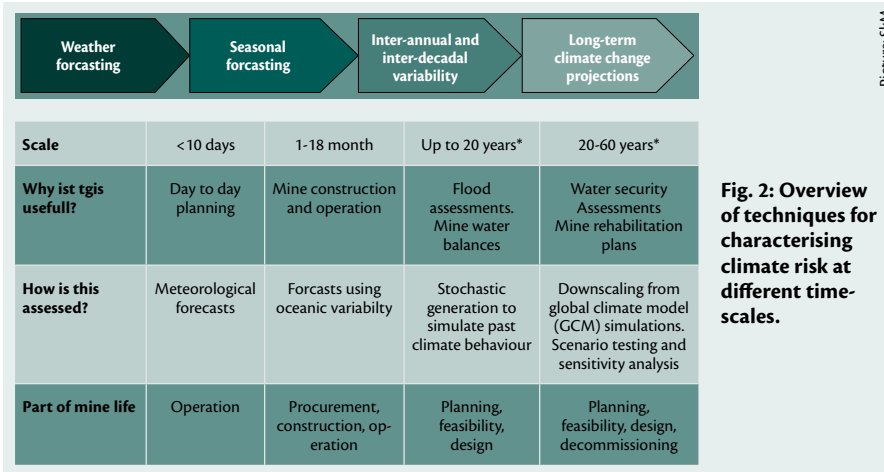 Weather
forcasting
Seasonal
forcasting
Inter-annual and
inter-decadal
variability
Long-term
climate change
projections
Scale
<10 days
1-18 month
Up to 20 years*
20-60 years*
Why ist tgis
usefull?
Day to day
planning
Mine construction
and operation
Flood
assessments.
Mine water
balances
Water security
Assessments
Mine rehabilitation
plans
How is this
assessed?
Meteorological
forecasts
Forcasts using
oceanic variabilty
Stochastic
generation to
simulate past
climate behaviour
Downscaling from
global climate model
(GCM) simulations.
Scenario testing and
sensitivity analysis
Part of mine life
Operation
Procurement,
construction, op-
eration
Planning,
feasibility,
design
Planning,
feasibility, design,
decommissioning
Fig. 2: Overview
of techniques for
characterising
climate risk at
different time-
scales.